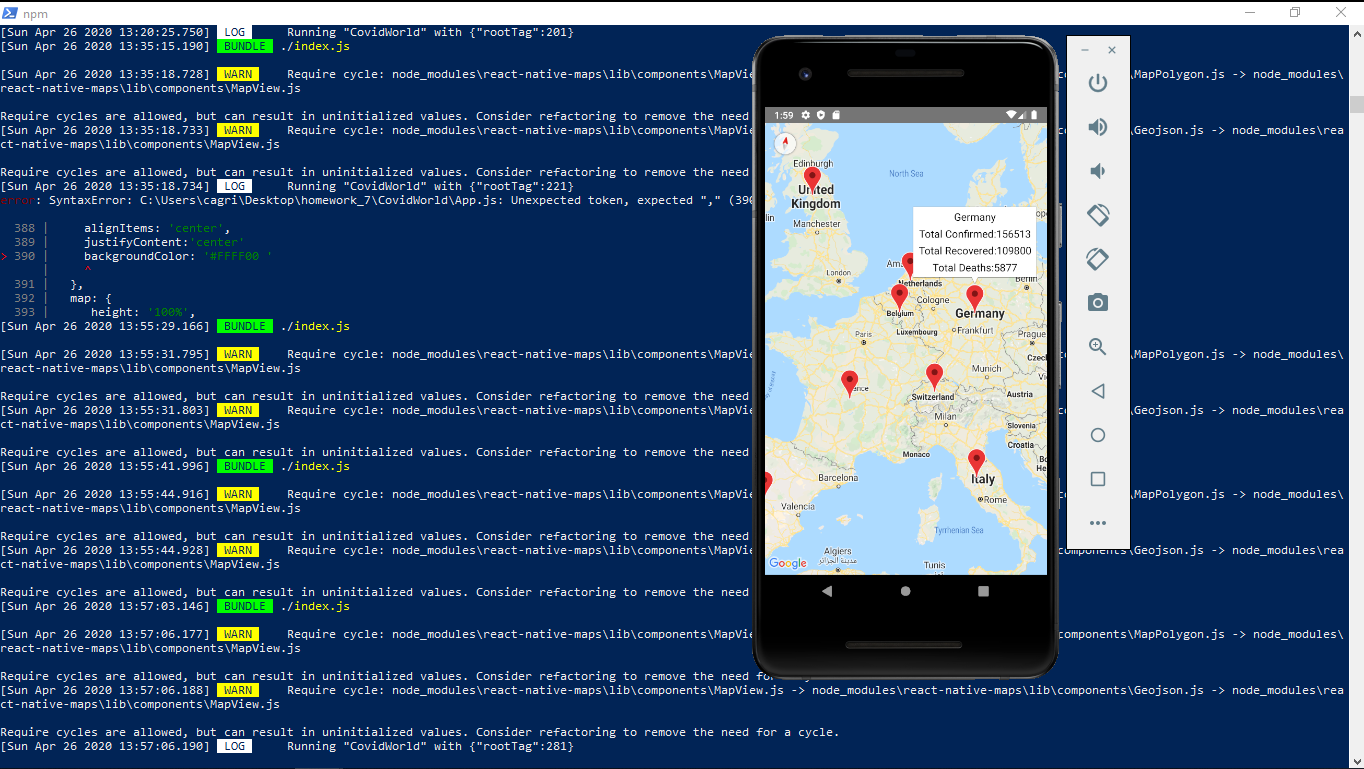 npm
[Sun Apr 26 2020 13:20:25.750] LOG Running "CovidWorld" with {"rootTag":201}
[Sun Apr 26 2020 13:35:15.190] BUNDLE ./index.js
[Sun Apr 26 2020 13:35:18.728] WARN Require cycle: node_modules\react-native-maps\lib\components\MapVie MapPolygon.js -> node_modules\
react-native-maps\lib\components\MapView.js
Require cycles are allowed, but can result in uninitialized values. Consider refactoring to remove the need
[Sun Apr 26 2020 13:35:18.733] WARN Require cycle: node_modules\react-native-maps\lib\components\MapVie Geojson.js -> node_modules\rea
ct-native-maps\lib\components\MapView.js
Require cycles are allowed, but can result in uninitialized values. Consider refactoring to remove the need
[Sun Apr 26 2020 13:35:18.734] LOG Running "CovidWorld" with {"rootTag":221}
error: SyntaxError: C:\Users\cagri\Desktop\homework_7\CovidWorld\App.js: Unexpected token, expected "," (390
388 | alignItems: 'center',
389 | justifyContent:'center'
> 390 | backgroundColor: '#FFFF00 '
| ^
391 | },
392 | map: {
393 | height: '100%',
[Sun Apr 26 2020 13:55:29.166] BUNDLE ./index.js
[Sun Apr 26 2020 13:55:31.795] WARN Require cycle: node_modules\react-native-maps\lib\components\MapVie components\MapPolygon.js -> node_modules\
react-native-maps\lib\components\MapView.js
Require cycles are allowed, but can result in uninitialized values. Consider refactoring to remove the need
[Sun Apr 26 2020 13:55:31.803] WARN Require cycle: node_modules\react-native-maps\lib\components\MapVie components\Geojson.js -> node_modules\rea
ct-native-maps\lib\components\MapView.js
Require cycles are allowed, but can result in uninitialized values. Consider refactoring to remove the need
[Sun Apr 26 2020 13:55:41.996] BUNDLE ./index.js
[Sun Apr 26 2020 13:55:44.916] WARN Require cycle: node_modules\react-native-maps\lib\components\MapVie MapPolygon.js -> node_modules\
react-native-maps\lib\components\MapView.js
Require cycles are allowed, but can result in uninitialized values. Consider refactoring to remove the need
[Sun Apr 26 2020 13:55:44.928] WARN Require cycle: node_modules\react-native-maps\lib\components\MapVie components\Geojson.js -> node_modules\rea
ct-native-maps\lib\components\MapView.js
Require cycles are allowed, but can result in uninitialized values. Consider refactoring to remove the need
[Sun Apr 26 2020 13:57:03.146] BUNDLE ./index.js
[Sun Apr 26 2020 13:57:06.177] WARN Require cycle: node_modules\react-native-maps\lib\components\MapVie components\MapPolygon.js -> node_modules\
react-native-maps\lib\components\MapView.js
Require cycles are allowed, but can result in uninitialized values. Consider refactoring to remove the need
[Sun Apr 26 2020 13:57:06.188] WARN Require cycle: node_modules\react-native-maps\lib\components\MapView.js -> node_modules\react-native-maps\lib\components\Geojson.js -> node_modules\rea
ct-native-maps\lib\components\MapView.js
Require cycles are allowed, but can result in uninitialized values. Consider refactoring to remove the need for a cycle.
[Sun Apr 26 2020 13:57:06.190] LOG Running "CovidWorld" with {"rootTag":281}
1:59
Edinburgh
North Sea
United
Kingdom
Manchester
London
Germany
Total Confirmed:156513
Total Recovered:109800
Total Deaths:5877
Netherlands
Berlin
Cologne
Belgium
Germany
Luxembourg
Frankfurt
Paris
Prague
Munich
Austria
Switzerland
Milan
Slovenia
Croatia
Monaco
Italy
Barcelona
Rome
Valencia
Tyrrhenian Sea
Algiers
مدينة الجزائر
Tunis
Google